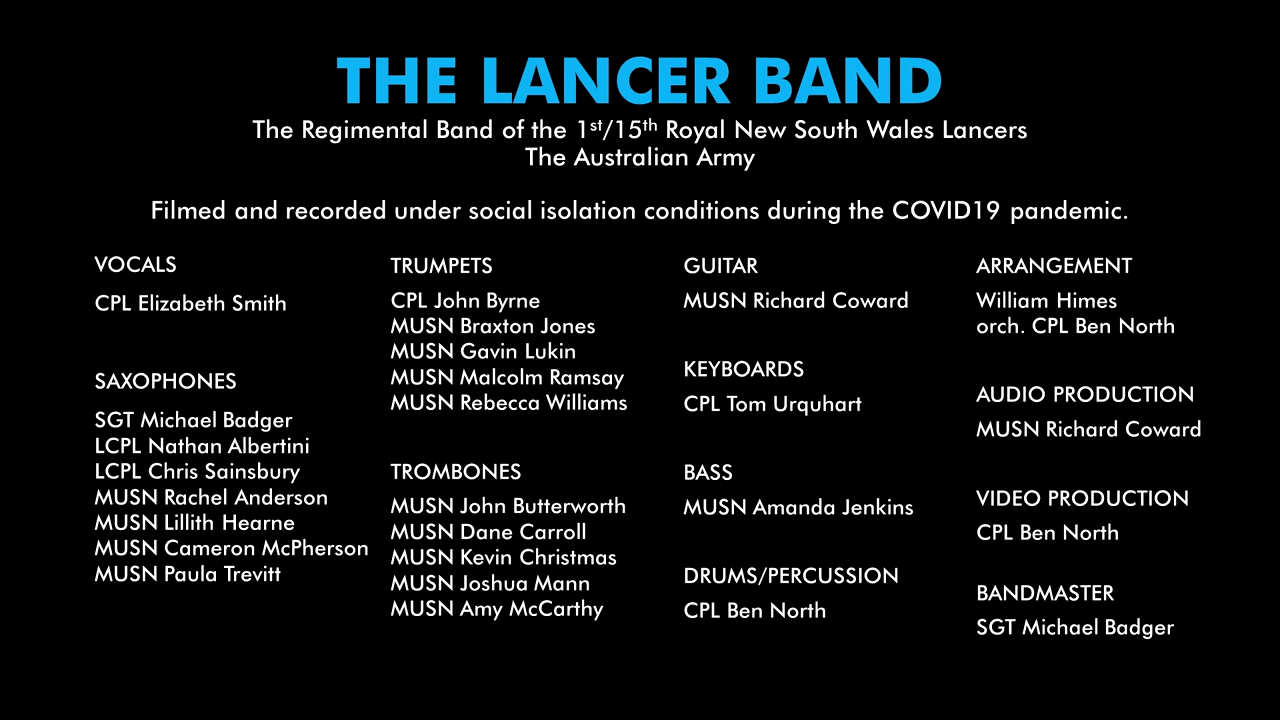 THE LANCER BAND
The Regimental Band of the 1st/15th Royal New South Wales Lancers
The Australian Army
Filmed and recorded under social isolation conditions during the COVID19 pandemic.
VOCALS
CPL Elizabeth Smith
SAXOPHONES
SGT Michael Badger
LCPL Nathan Albertini
LCPL Chris Sainsbury
MUSN Rachel Anderson
MUSN Lillith Hearne
MUSN Cameron McPherson
MUSN Paula Trevitt
TRUMPETS
CPL John Byrne
MUSN Braxton Jones
MUSN Gavin Lukin
MUSN Malcolm Ramsay
MUSN Rebecca Williams
TROMBONES
MUSN John Butterworth
MUSN Dane Carroll
MUSN Kevin Christmas
MUSN Joshua Mann
MUSN Amy McCarthy
GUITAR
MUSN Richard Coward
KEYBOARDS
CPL Tom Urquhart
BASS
MUSN Amanda Jenkins
DRUMS/PERCUSSION
CPL Ben North
ARRANGEMENT
William Himes
orch. CPL Ben North
AUDIO PRODUCTION
MUSN Richard Coward
VIDEO PRODUCTION
CPL Ben North
BANDMASTER
SGT Michael Badger